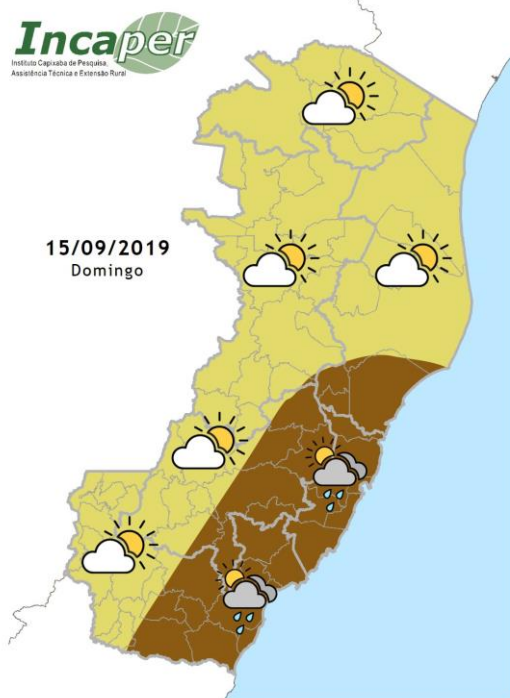 Incaper
Instituto Capixaba de Pesquisa,
Assistência Técnica e Extensão Rural
15/09/2019
Domingo